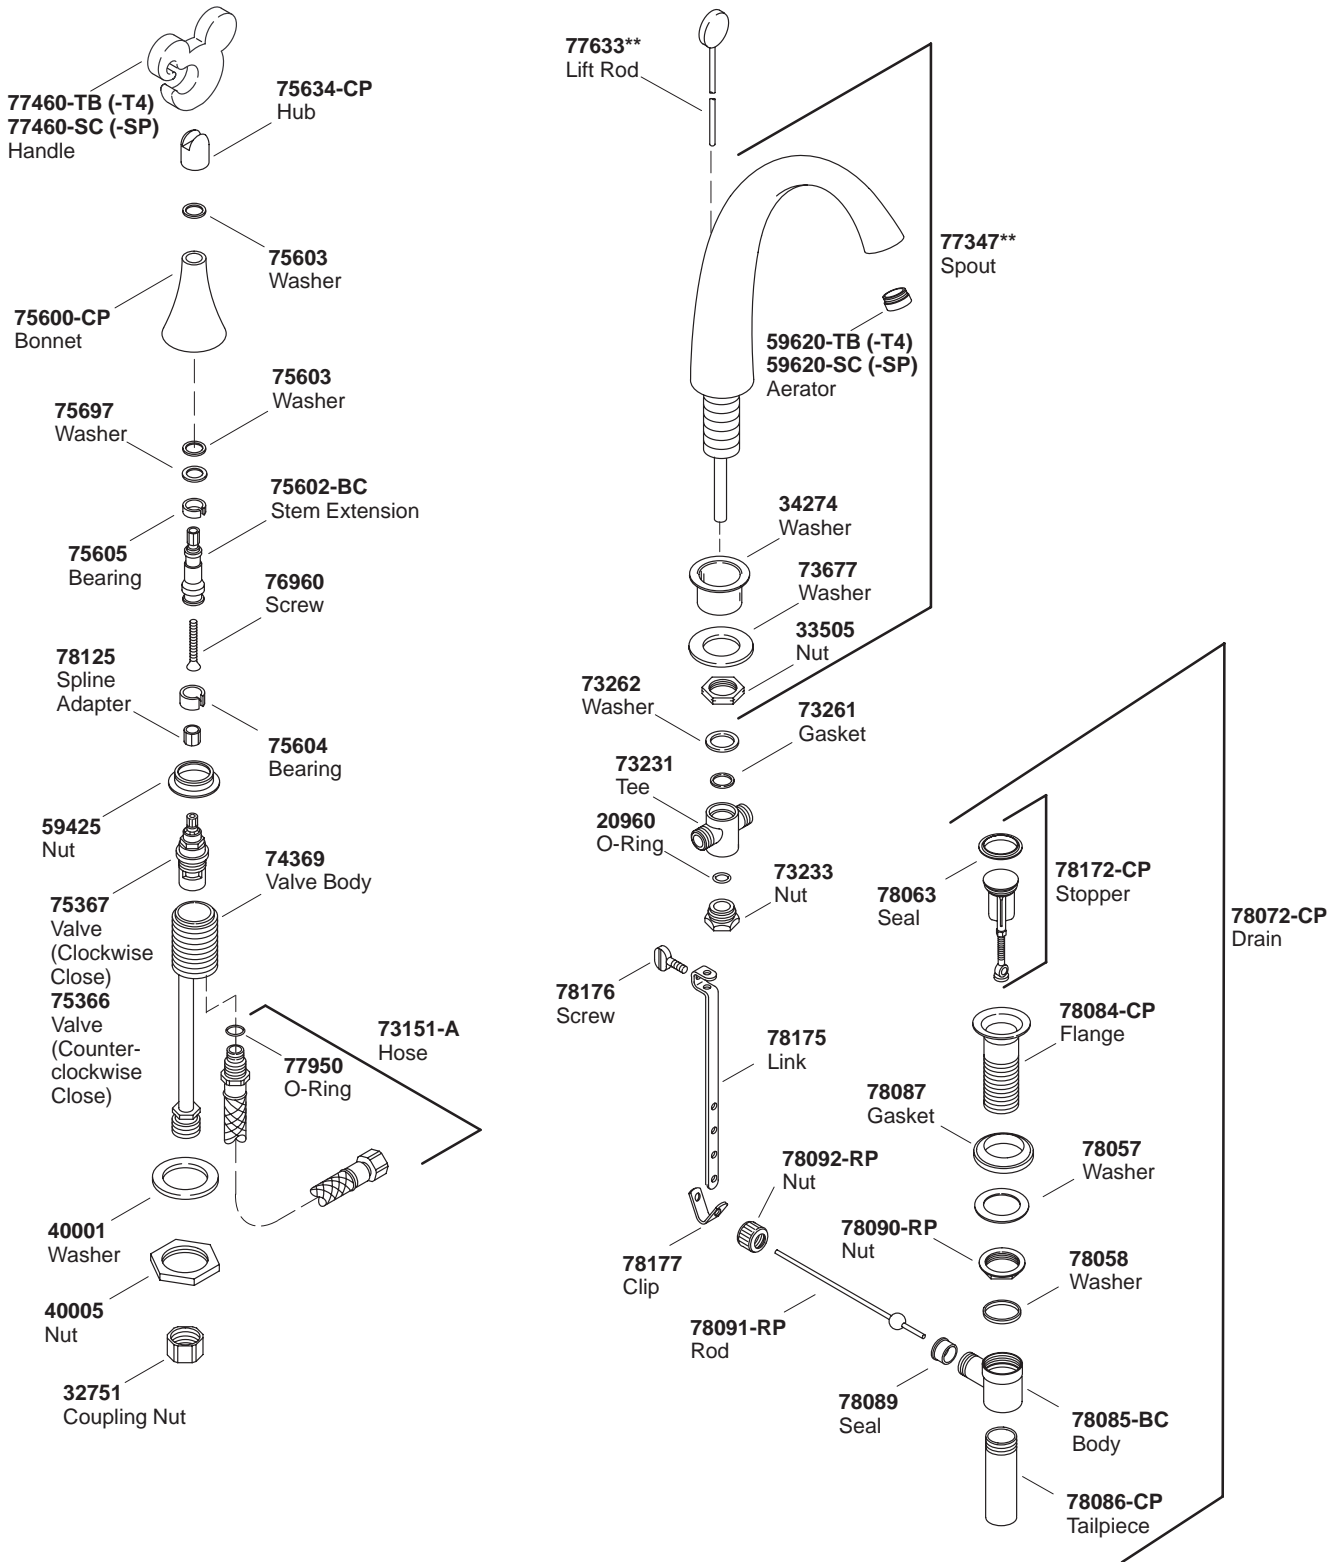 77460-TB (-T4)
77460-SC (-SP)
Handle
75634-CP
Hub
75603
Washer
75600-CP
Bonnet
75603
Washer
75697
Washer
75602-BC
Stem Extension
75605
Bearing
76960
Screw
78125
Spline
Adapter
75604
Bearing
59425
Nut
74369
Valve Body
75367
Valve
(Clockwise
Close)
75366
Valve
(Counter-
clockwise
Close)
73151-A
Hose
77950
O-Ring
40001
Washer
40005
Nut
32751
Coupling Nut
77633**
Lift Rod
77347**
Spout
59620-TB (-T4)
59620-SC (-SP)
Aerator
34274
Washer
73677
Washer
33505
Nut
73262
Washer
73261
Gasket
73231
Tee
20960
O-Ring
73233
Nut
78176
Screw
78175
Link
78177
Clip
78092-RP
Nut
78091-RP
Rod
78089
Seal
78063
Seal
78172-CP
Stopper
78072-CP
Drain
78084-CP
Flange
78087
Gasket
78057
Washer
78090-RP
Nut
78058
Washer
78085-BC
Body
78086-CP
Tailpiece